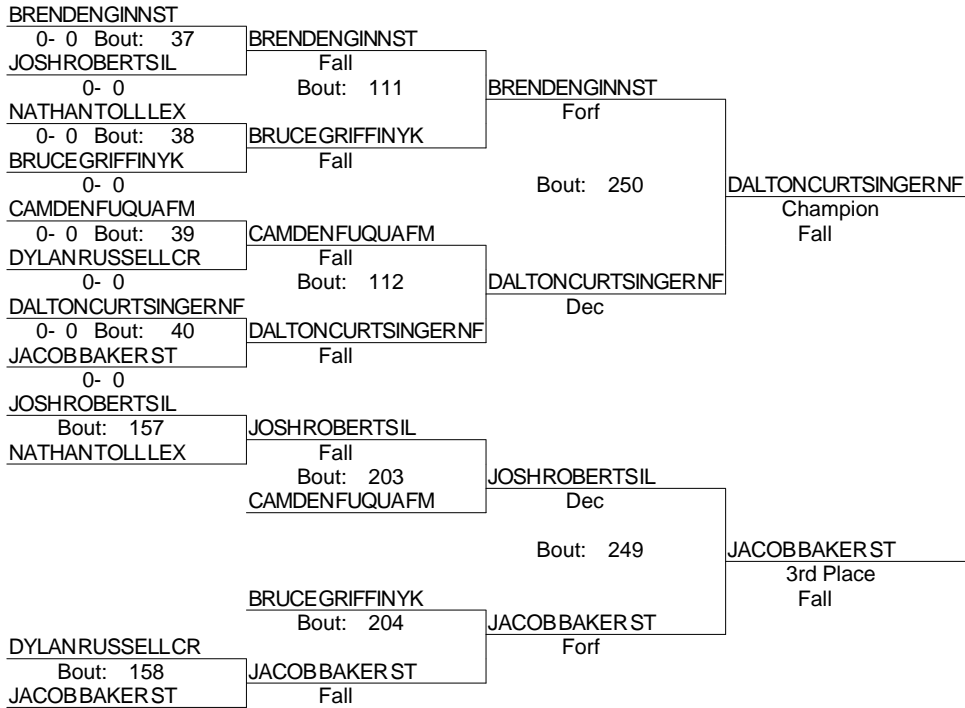 BRENDENGINNST
0- 0 Bout: 37 BRENDENGINNST
JOSHROBERTSIL Fall
0- 0 Bout: 111 BRENDENGINNST
NATHANTOLLLEX Forf
0- 0 Bout: 38 BRUCEGRIFFINYK
BRUCEGRIFFINYK Fall
0- 0 Bout: 250 DALTONCURTSINGERNF
CAMDENFUQUAFM Champion
0- 0 Bout: 39 CAMDENFUQUAFM Fall
DYLANRUSSELLCR Fall
0- 0 Bout: 112 DALTONCURTSINGERNF
DALTONCURTSINGERNF Dec
0- 0 Bout: 40 DALTONCURTSINGERNF
JACOBBAKERST Fall
0- 0
JOSHROBERTSIL
Bout: 157 JOSHROBERTSIL
NATHANTOLLLEX Fall
Bout: 203 JOSHROBERTSIL
CAMDENFUQUAFM Dec
Bout: 249 JACOBBAKERST
3rd Place
BRUCEGRIFFINYK Fall
Bout: 204 JACOBBAKERST
DYLANRUSSELLCR Forf
Bout: 158 JACOBBAKERST
JACOBBAKERST Fall